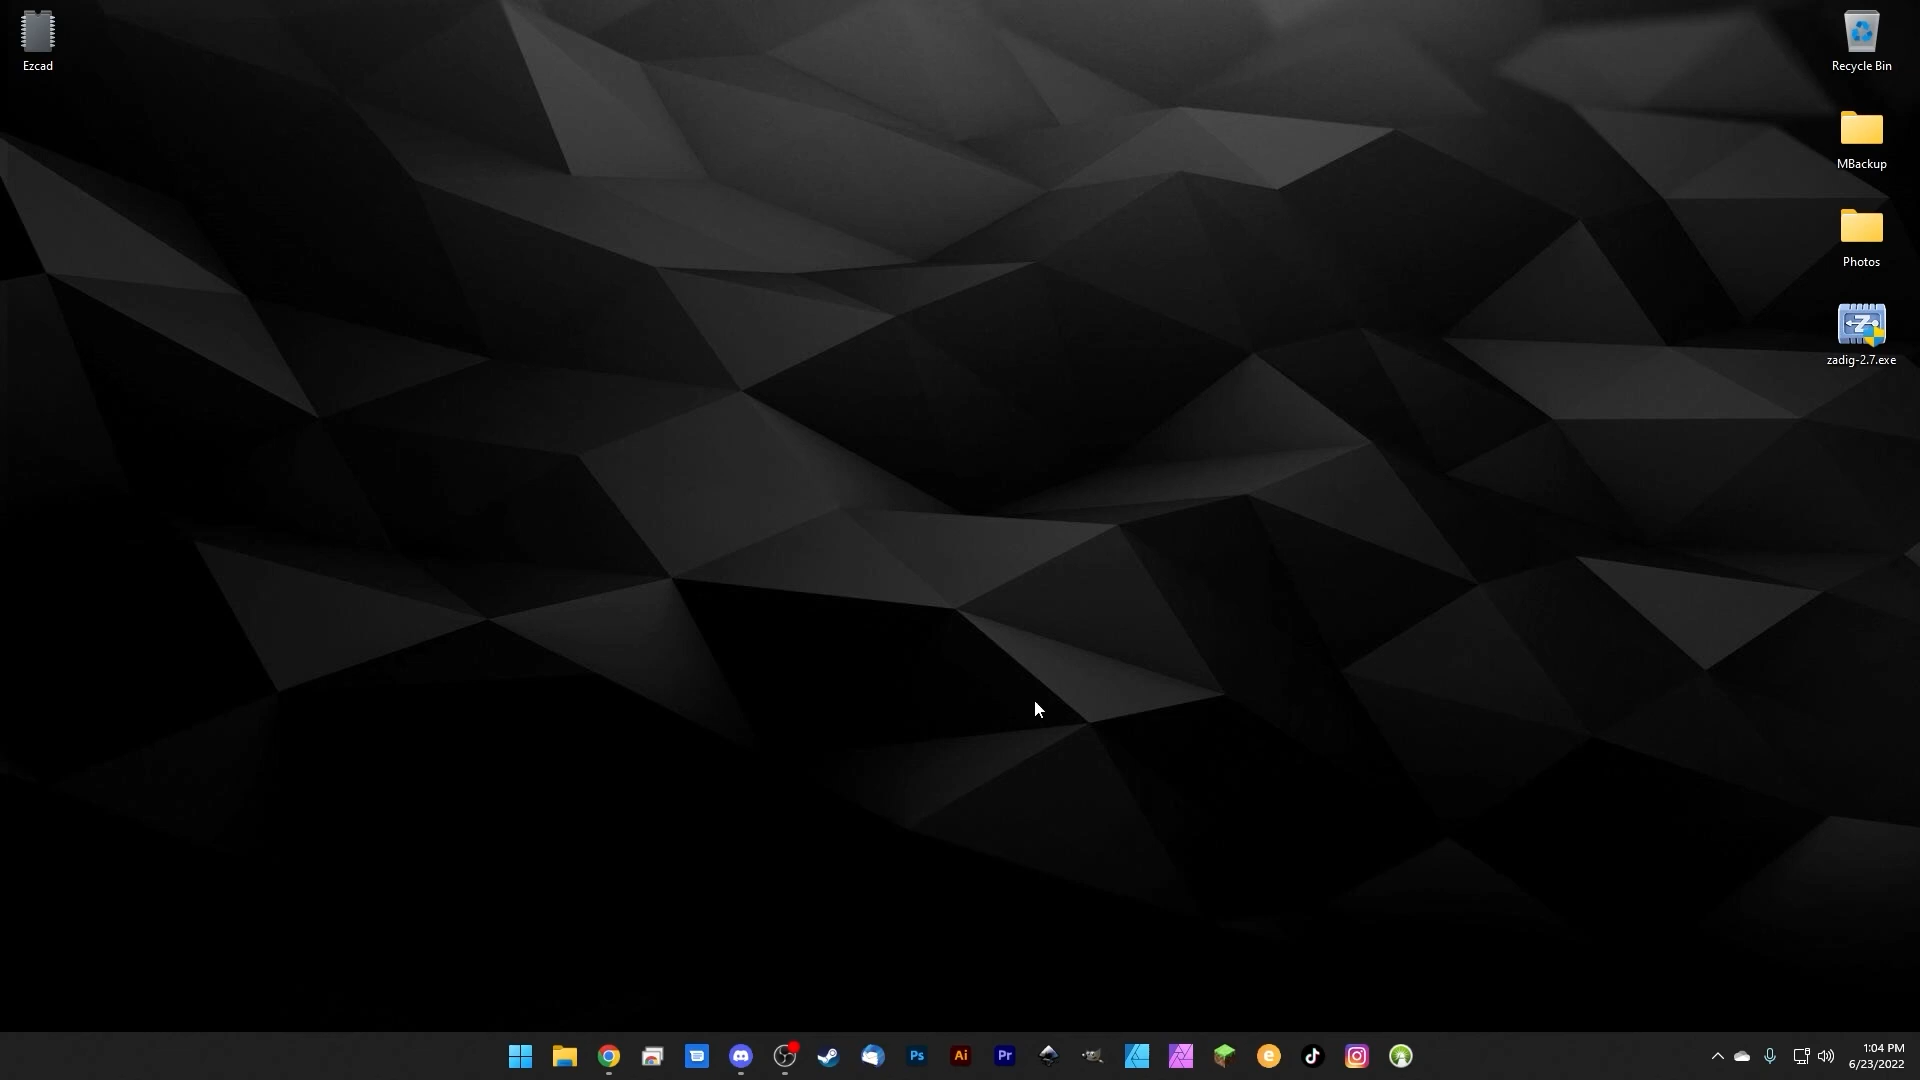 Ezcad
Recycle Bin
MBackup
Photos
Z
zadig-2.7.exe
Ps
Ai
Pr
e
1:04 PM
6/23/2022